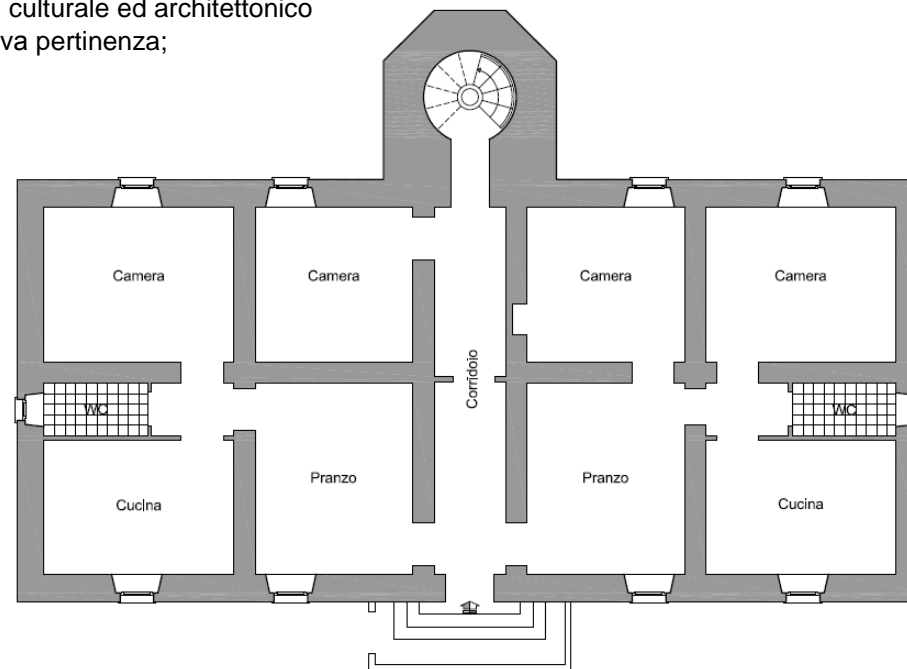 culturale ed architettonico
va pertinenza;
Camera
Camera
Camera
Camera
Corridoio
WC
WC
Pranzo
Pranzo
Cucina
Cucina